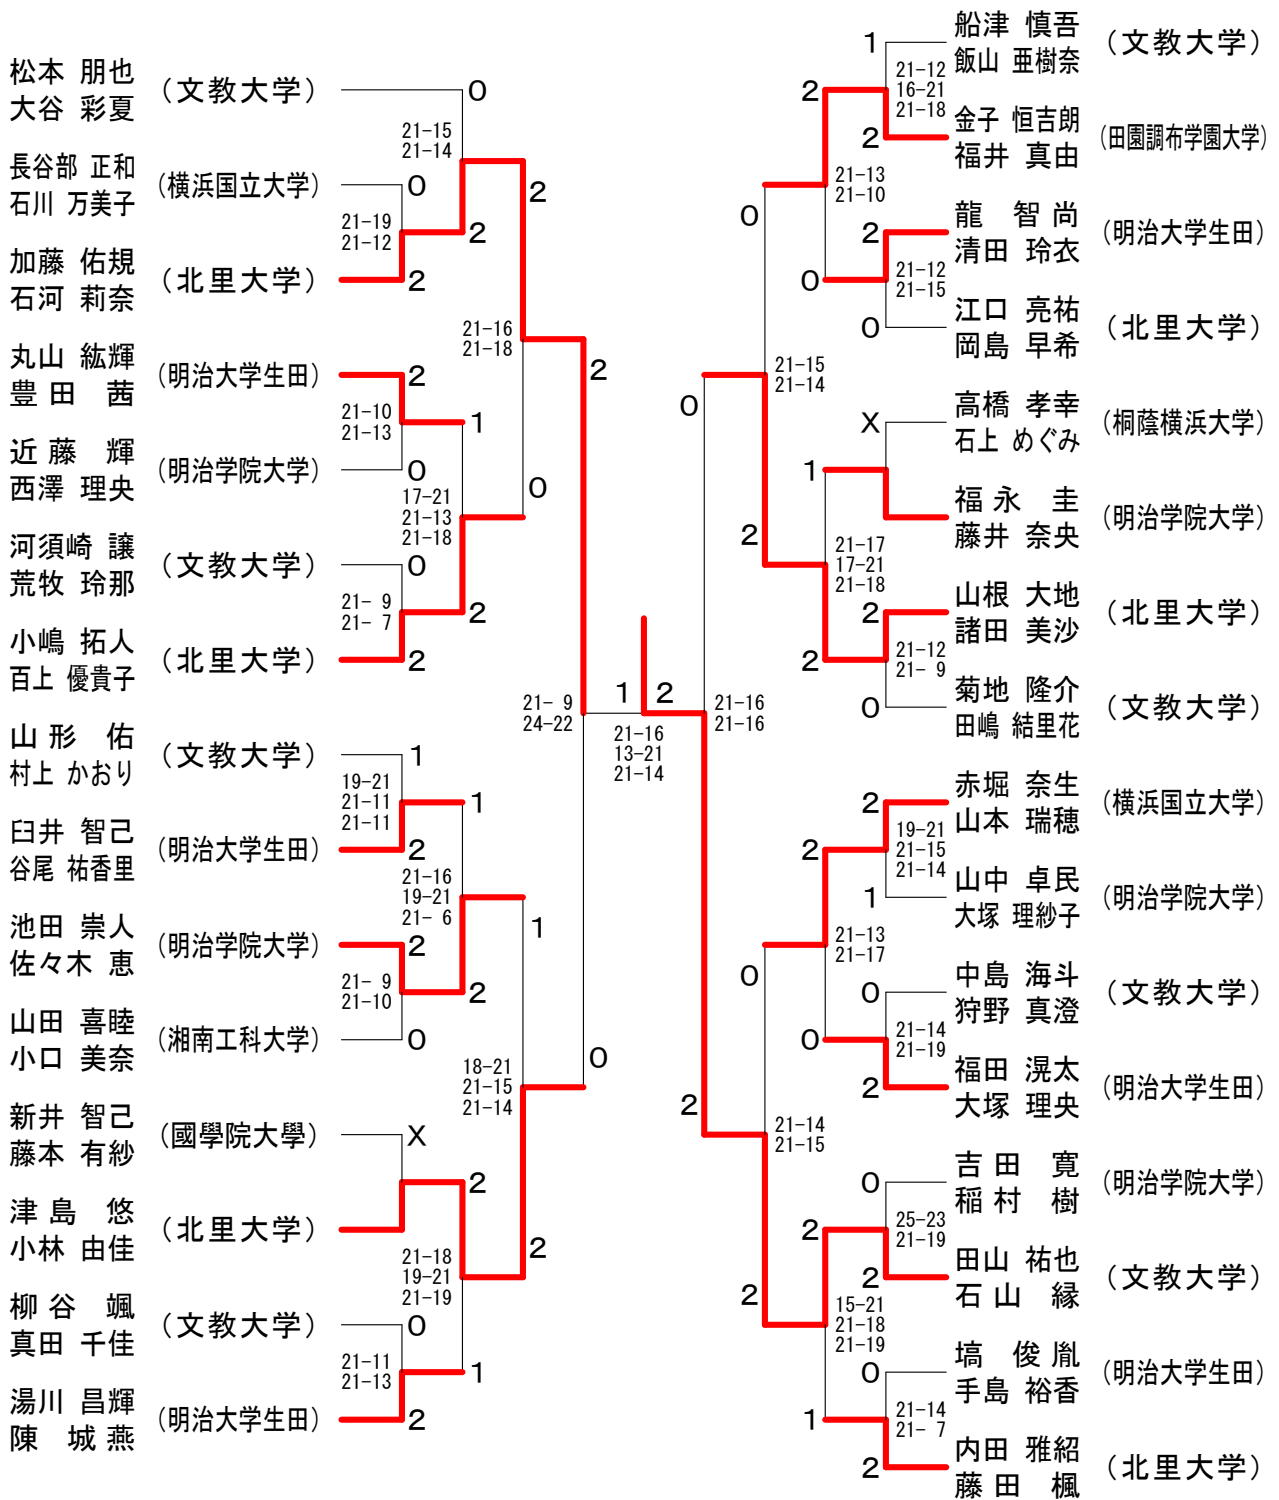 松本 朋也
大谷 彩夏
(文教大学)
0
21-15
21-14
長谷部 正和
石川 万美子
(横浜国立大学)
0
2
21-19
21-12
2
加藤 佑規
石河 莉奈
(北里大学)
2
21-16
21-18
2
丸山 紘輝
豊田 茜
(明治大学生田)
2
21-10
21-13
1
近藤 輝
西澤 理央
(明治学院大学)
0
0
17-21
21-13
21-18
河須崎 譲
荒牧 玲那
(文教大学)
0
21- 9
21- 7
2
小嶋 拓人
百上 優貴子
(北里大学)
2
21- 9
24-22
山形 佑
村上 かおり
(文教大学)
1
19-21
21-11
21-11
1
臼井 智己
谷尾 祐香里
(明治大学生田)
2
21-16
19-21
21- 6
1
池田 崇人
佐々木 恵
(明治学院大学)
2
21- 9
21-10
2
山田 喜睦
小口 美奈
(湘南工科大学)
0
18-21
21-15
21-14
0
新井 智己
藤本 有紗
(國學院大學)
X
2
津島 悠
小林 由佳
(北里大学)
21-18
19-21
21-19
2
柳谷 颯
真田 千佳
(文教大学)
0
21-11
21-13
1
湯川 昌輝
陳 城燕
(明治大学生田)
2
1
2
21-16
13-21
21-14
船津 慎吾
飯山 亜樹奈
(文教大学)
1
21-12
16-21
21-18
2
金子 恒吉朗
福井 真由
(田園調布学園大学)
2
21-13
21-10
0
龍 智尚
清田 玲衣
(明治大学生田)
2
21-12
21-15
0
江口 亮祐
岡島 早希
(北里大学)
0
21-15
21-14
0
高橋 孝幸
石上 めぐみ
(桐蔭横浜大学)
X
1
福永 圭
藤井 奈央
(明治学院大学)
2
21-17
17-21
21-18
山根 大地
諸田 美沙
(北里大学)
2
21-12
21- 9
2
菊地 隆介
田嶋 結里花
(文教大学)
0
21-16
21-16
赤堀 奈生
山本 瑞穂
(横浜国立大学)
2
19-21
21-15
21-14
2
山中 卓民
大塚 理紗子
(明治学院大学)
1
21-13
21-17
0
中島 海斗
狩野 真澄
(文教大学)
0
21-14
21-19
0
福田 滉太
大塚 理央
(明治大学生田)
2
21-14
21-15
2
吉田 寛
稲村 樹
(明治学院大学)
0
25-23
21-19
2
田山 祐也
石山 縁
(文教大学)
2
15-21
21-18
21-19
2
塙 俊胤
手島 裕香
(明治大学生田)
0
21-14
21- 7
1
内田 雅紹
藤田 楓
(北里大学)
2